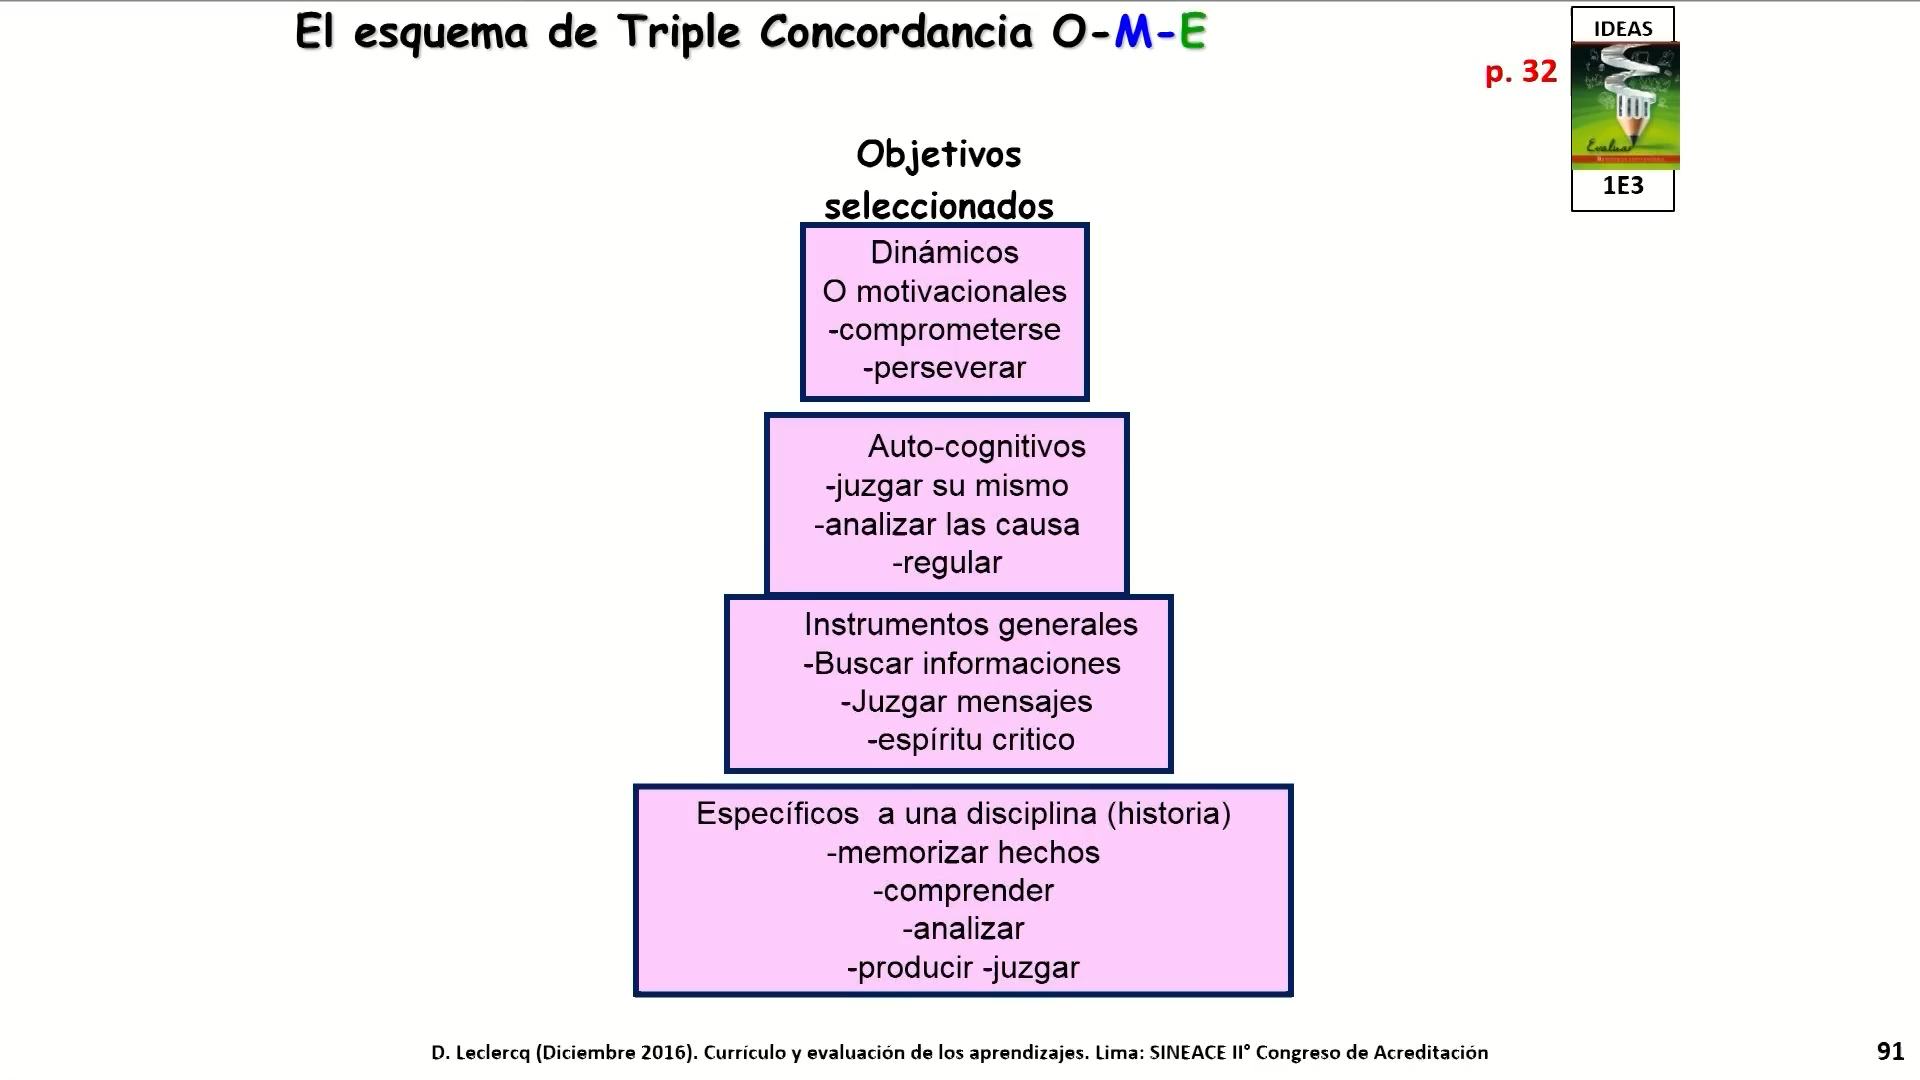 El esquema de Triple Concordancia O-M-E
IDEAS
p. 32
Evaluar
1E3
Objetivos
seleccionados
Dinámicos
O motivacionales
-comprometerse
-perseverar
Auto-cognitivos
-juzgar su mismo
-analizar las causa
-regular
Instrumentos generales
-Buscar informaciones
-Juzgar mensajes
-espíritu critico
Específicos a una disciplina (historia)
-memorizar hechos
-comprender
-analizar
-producir -juzgar
D. Leclercq (Diciembre 2016). Currículo y evaluación de los aprendizajes. Lima: SINEACE II° Congreso de Acreditación
91